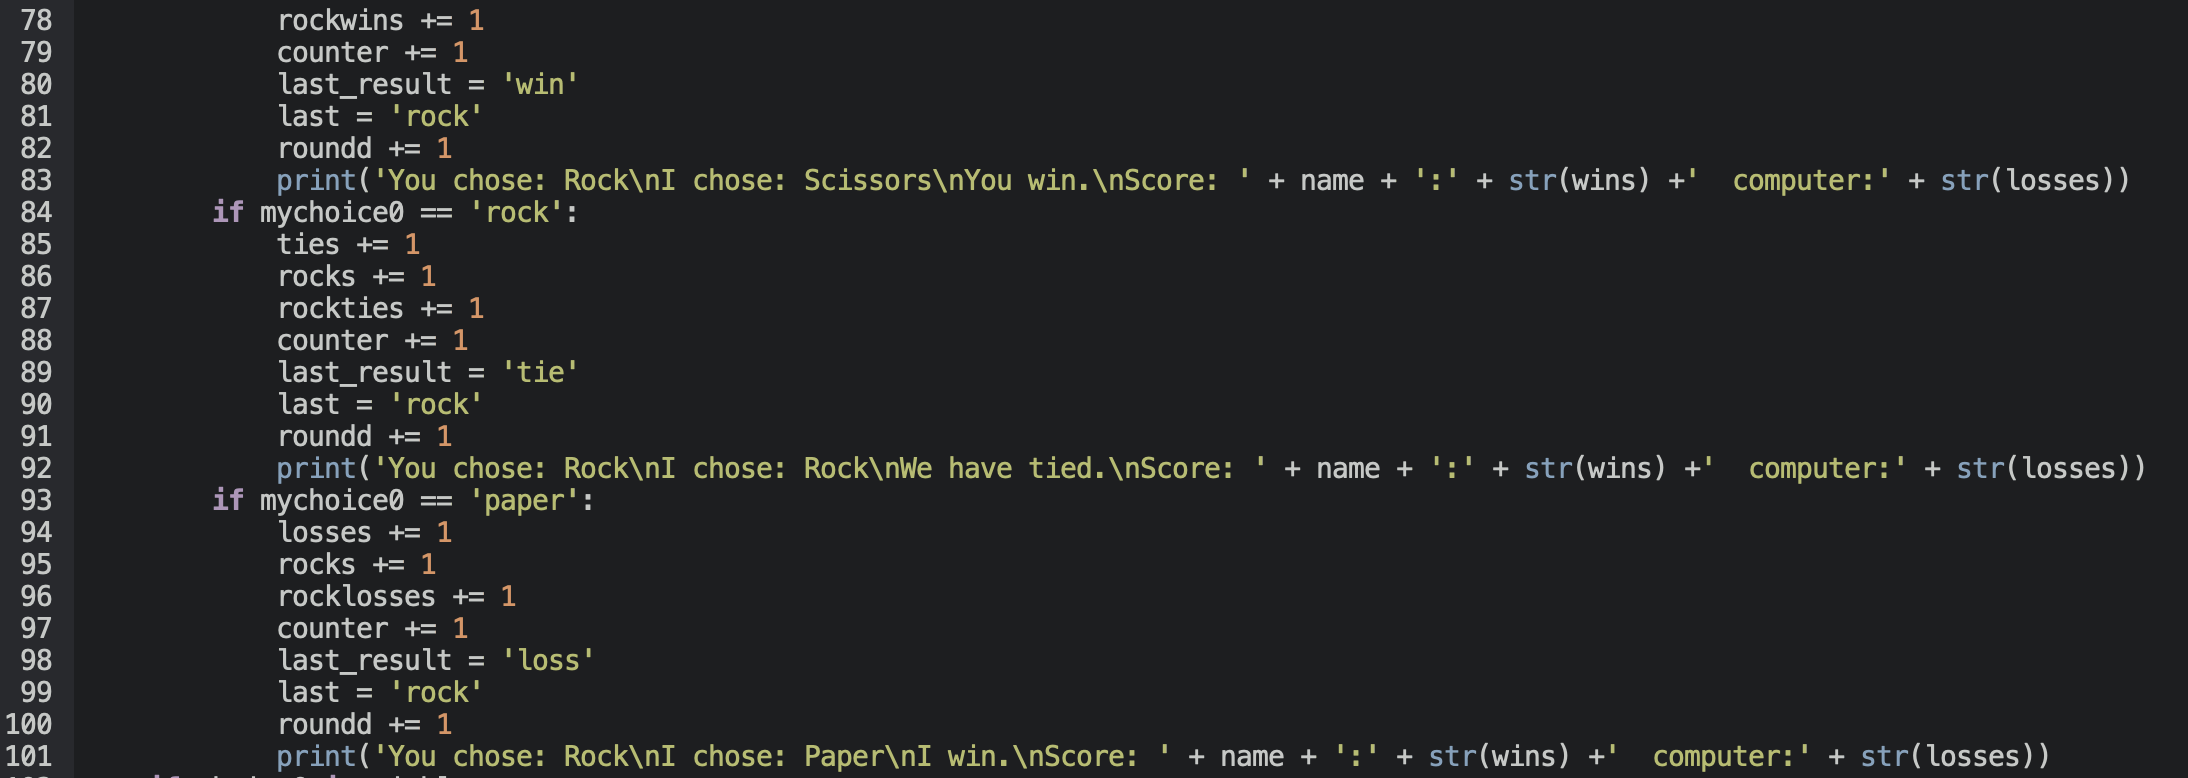 78 rockwins += 1
79 counter += 1
80 last_result = 'win'
81 last = 'rock'
82 roundd += 1
83 print('You chose: Rock\nI chose: Scissors\nYou win.\nScore: ' + name + ':' + str(wins) +'  computer:' + str(losses))
84 if mychoice0 == 'rock':
85 ties += 1
86 rocks += 1
87 rockties += 1
88 counter += 1
89 last_result = 'tie'
90 last = 'rock'
91 roundd += 1
92 print('You chose: Rock\nI chose: Rock\nWe have tied.\nScore: ' + name + ':' + str(wins) +'  computer:' + str(losses))
93 if mychoice0 == 'paper':
94 losses += 1
95 rocks += 1
96 rocklosses += 1
97 counter += 1
98 last_result = 'loss'
99 last = 'rock'
100 roundd += 1
101 print('You chose: Rock\nI chose: Paper\nI win.\nScore: ' + name + ':' + str(wins) +'  computer:' + str(losses))